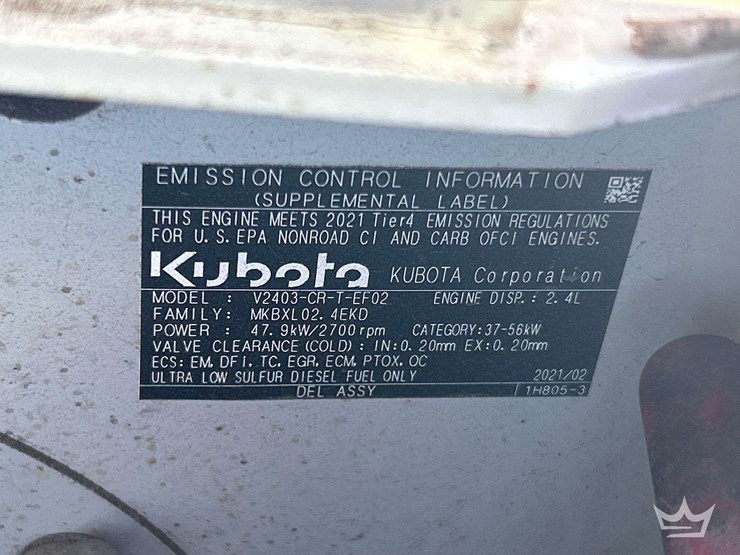 EMISSION CONTROL INFORMATION
(SUPPLEMENTAL LABEL)
THIS ENGINE MEETS 2021 Tier4 EMISSION REGULATIONS
FOR U.S. EPA NONROAD CI AND CARB OFCI ENGINES.
Kubota KUBOTA Corporation
MODEL : V2403-CR-T-EF02 ENGINE DISP.: 2.4L
FAMILY: MKBXL02.4EKD
POWER : 47.9kW/2700rpm CATEGORY:37-56kW
VALVE CLEARANCE (COLD) : IN:0.20mm EX:0.20mm
ECS: EM, DFI, TC, EGR, ECM, PTOX, OC
ULTRA LOW SULFUR DIESEL FUEL ONLY 2021/02
DEL ASSY 1H805-3